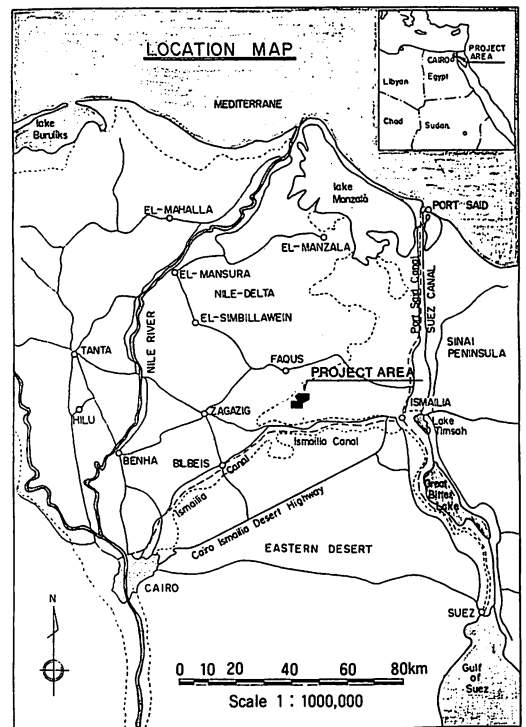 LOCATION MAP
PROJECT AREA
CAIRO
Libyan
Egypt
Chad
Sudan
MEDITERRANE
lake
Buruliks
lake
Manzata
PORT SAID
EL-MAHALLA
EL-MANZALA
EL-MANSURA
NILE-DELTA
EL-SIMBILLAWEIN
NILE RIVER
Port Said Canal
SUEZ CANAL
SINAI
PENINSULA
TANTA
FAQUS
PROJECT AREA
ISMAILIA
HILU
ZAGAZIG
Lake
Timsah
Ismailia Canal
BENHA
BILBEIS
Ismailia Canal
Great
Bitter
Lake
Cairo Ismailia Desert Highway
EASTERN DESERT
CAIRO
SUEZ
N
0 10 20 40 60 80km
Scale 1 : 1000,000
Gulf
of
Suez